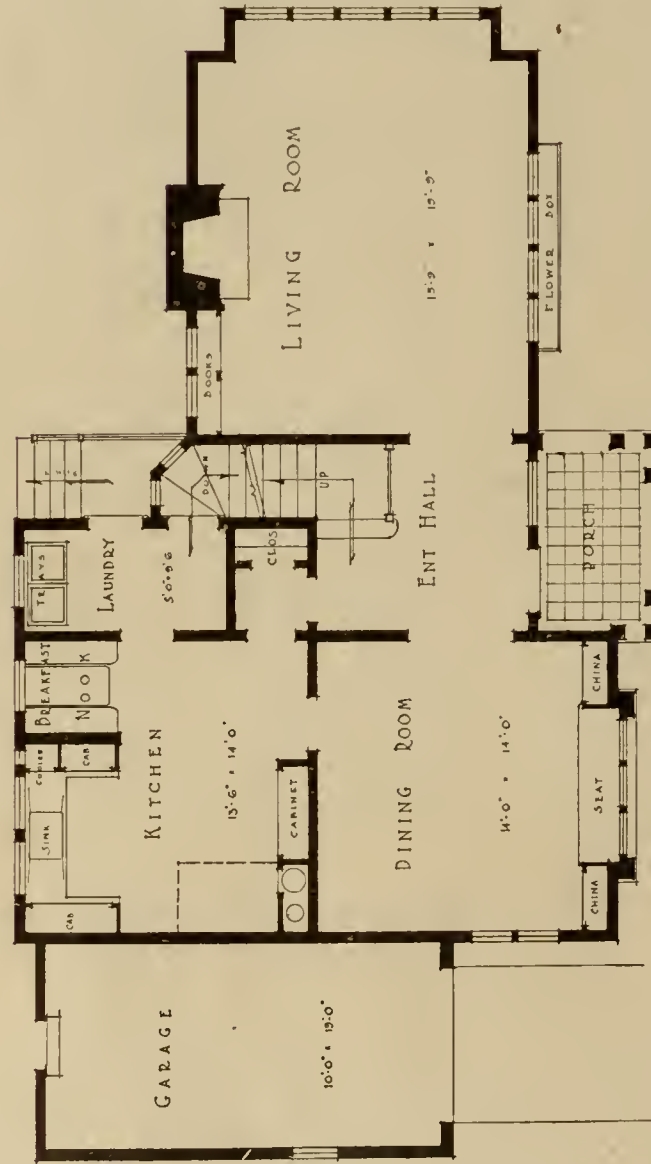 GARAGE
10'-0" x 19'-0"
CAB
SINK
COOLER
CAB
BREAKFAST
NOOK
KITCHEN
13'-6" x 14'-0"
CABINET
TRAYS
LAUNDRY
5'0 x 9'6
CLOS
DOWN
UP
DOORS
LIVING ROOM
15'-9" x 19'-9"
FLOWER BOX
ENT HALL
PORCH
DINING ROOM
14'-0" x 14'-0"
CHINA
SEAT
CHINA